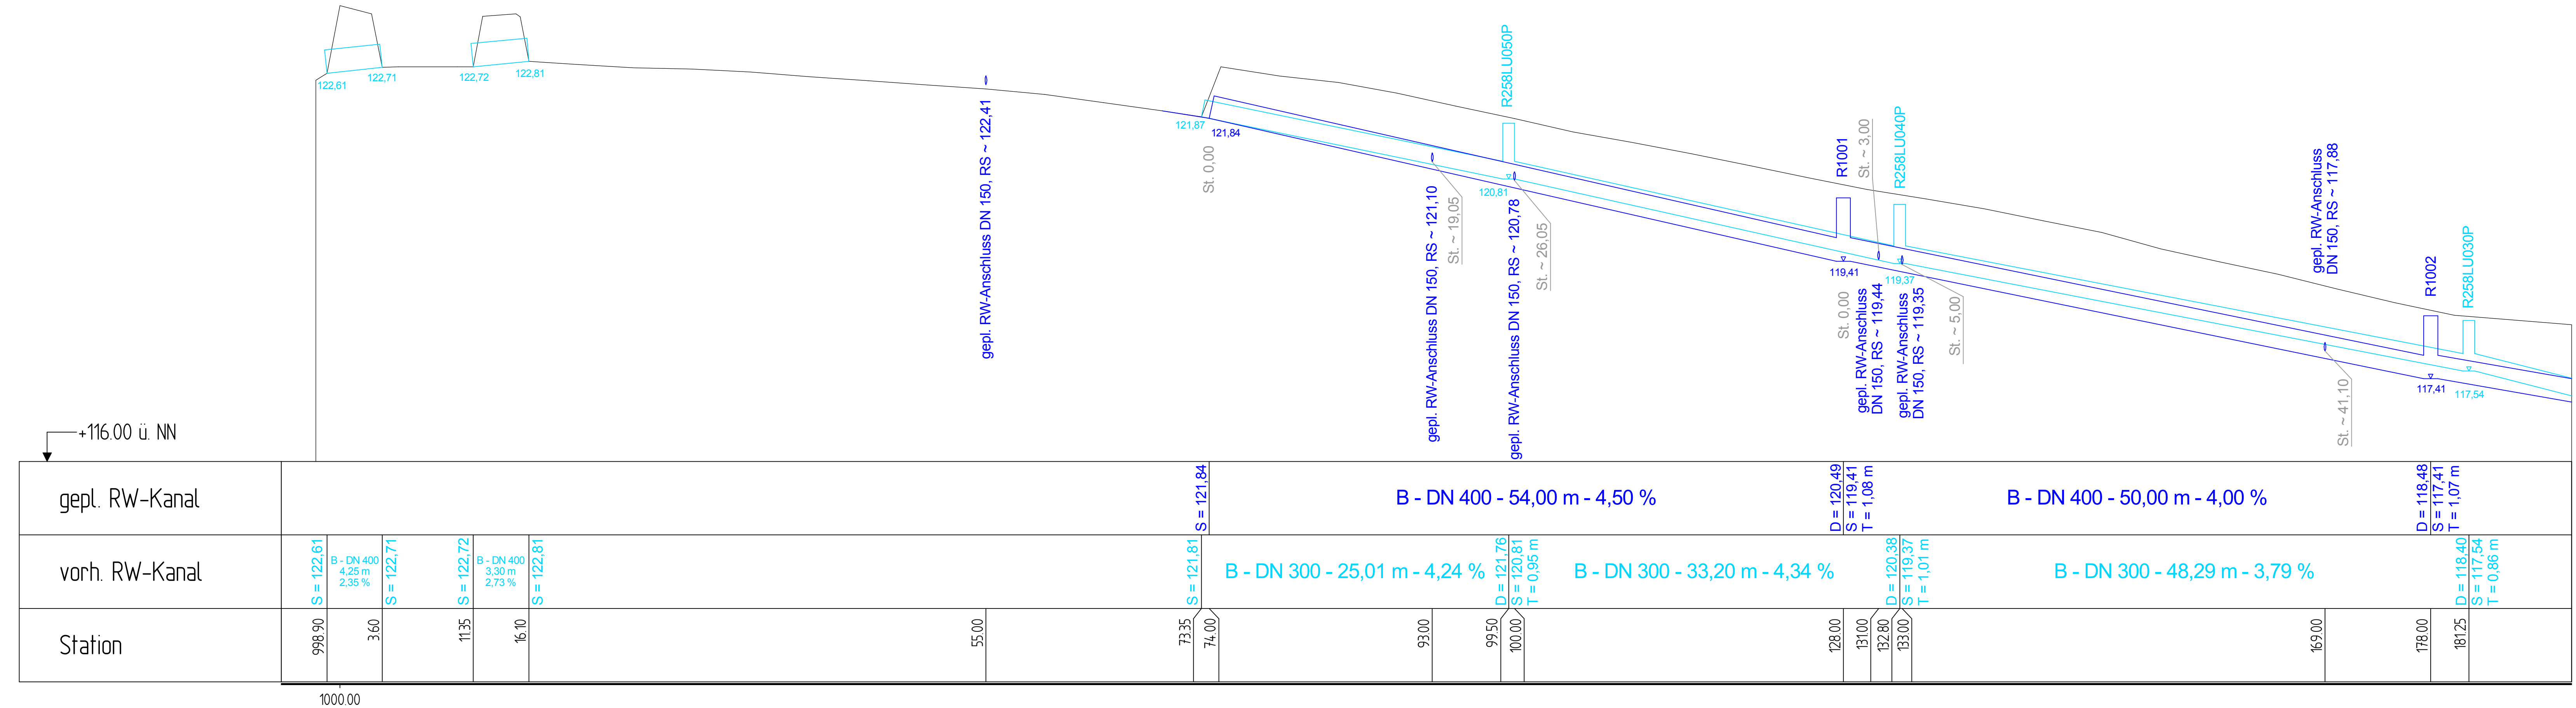 R258LU050P
122,61
122,71
122,72
122,81
gepl. RW-Anschluss DN 150, RS ~ 122,41
121,87
121,84
St. 0,00
120,81
gepl. RW-Anschluss DN 150, RS ~ 121,10
St. ~ 19,05
gepl. RW-Anschluss DN 150, RS ~ 120,78
St. ~ 26,05
R1001
St. ~ 3,00
R258LU040P
119,41
119,37
St. 0,00
gepl. RW-Anschluss
DN 150, RS ~ 119,44
gepl. RW-Anschluss
DN 150, RS ~ 119,35
St. ~ 5,00
gepl. RW-Anschluss
DN 150, RS ~ 117,88
R1002
R258LU030P
117,41
117,54
St. ~ 41,10
+116.00 ü. NN
gepl. RW-Kanal
S = 121,84
B - DN 400 - 54,00 m - 4,50 %
D = 120,49
S = 119,41
T = 1,08 m
B - DN 400 - 50,00 m - 4,00 %
D = 118,48
S = 117,41
T = 1,07 m
vorh. RW-Kanal
S = 122,61
B - DN 400
4,25 m
2,35 %
S = 122,71
S = 122,72
B - DN 400
3,30 m
2,73 %
S = 122,81
S = 121,81
B - DN 300 - 25,01 m - 4,24 %
D = 121,76
S = 120,81
T = 0,95 m
B - DN 300 - 33,20 m - 4,34 %
D = 120,38
S = 119,37
T = 1,01 m
B - DN 300 - 48,29 m - 3,79 %
D = 118,40
S = 117,54
T = 0,86 m
Station
998.90
3.60
11.35
16.10
55.00
73.35
74.00
93.00
99.50
100.00
128.00
131.00
132.80
133.00
169.00
178.00
181.25
1000.00